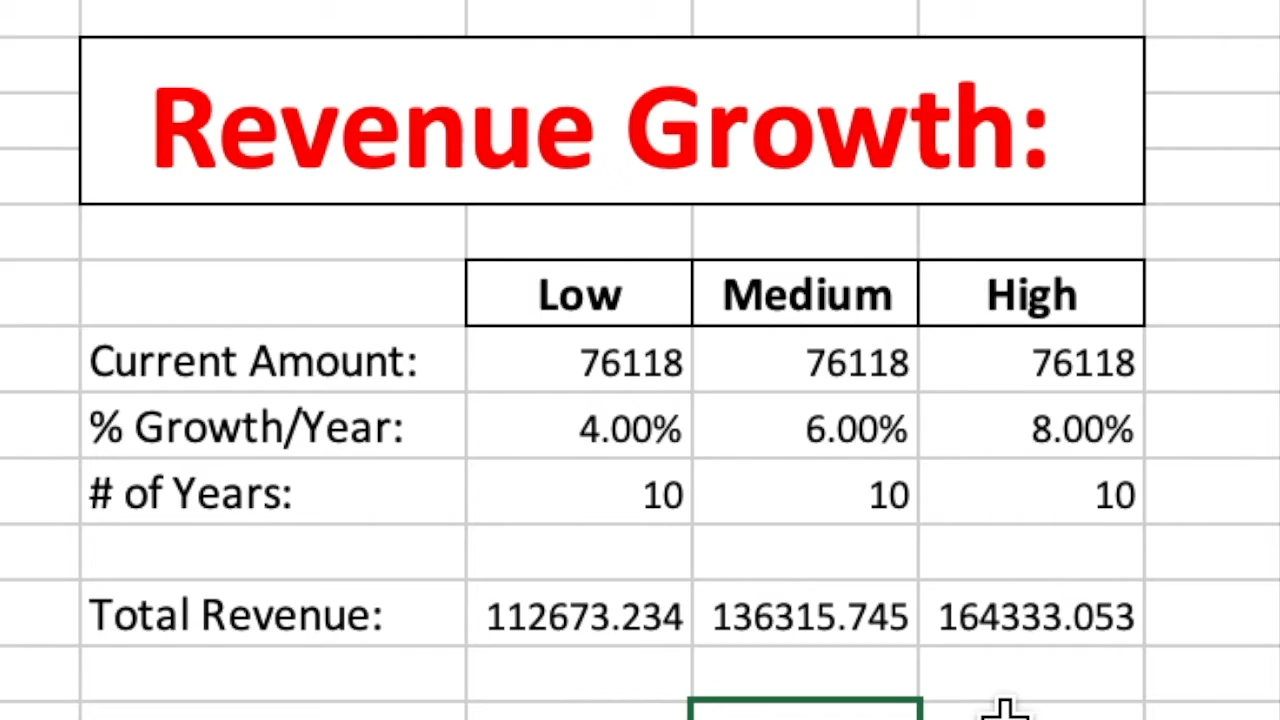 Revenue Growth:
Low Medium High
Current Amount: 76118 76118 76118
% Growth/Year: 4.00% 6.00% 8.00%
# of Years: 10 10 10
Total Revenue: 112673.234 136315.745 164333.053